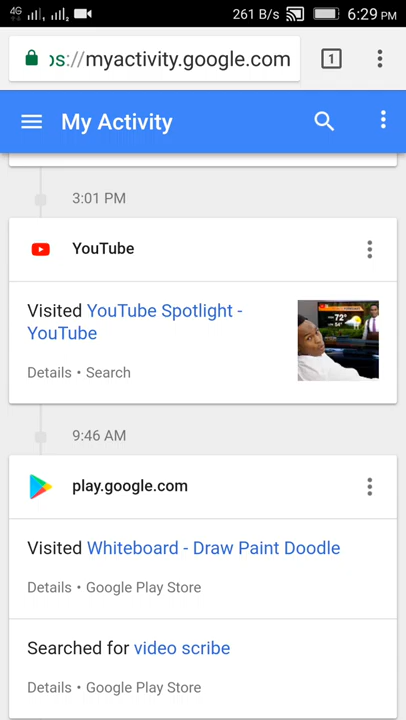 4G 261 B/s 6:29 PM
ps://myactivity.google.com 1
My Activity
3:01 PM
YouTube
Visited YouTube Spotlight -
YouTube
Details • Search
9:46 AM
play.google.com
Visited Whiteboard - Draw Paint Doodle
Details • Google Play Store
Searched for video scribe
Details • Google Play Store